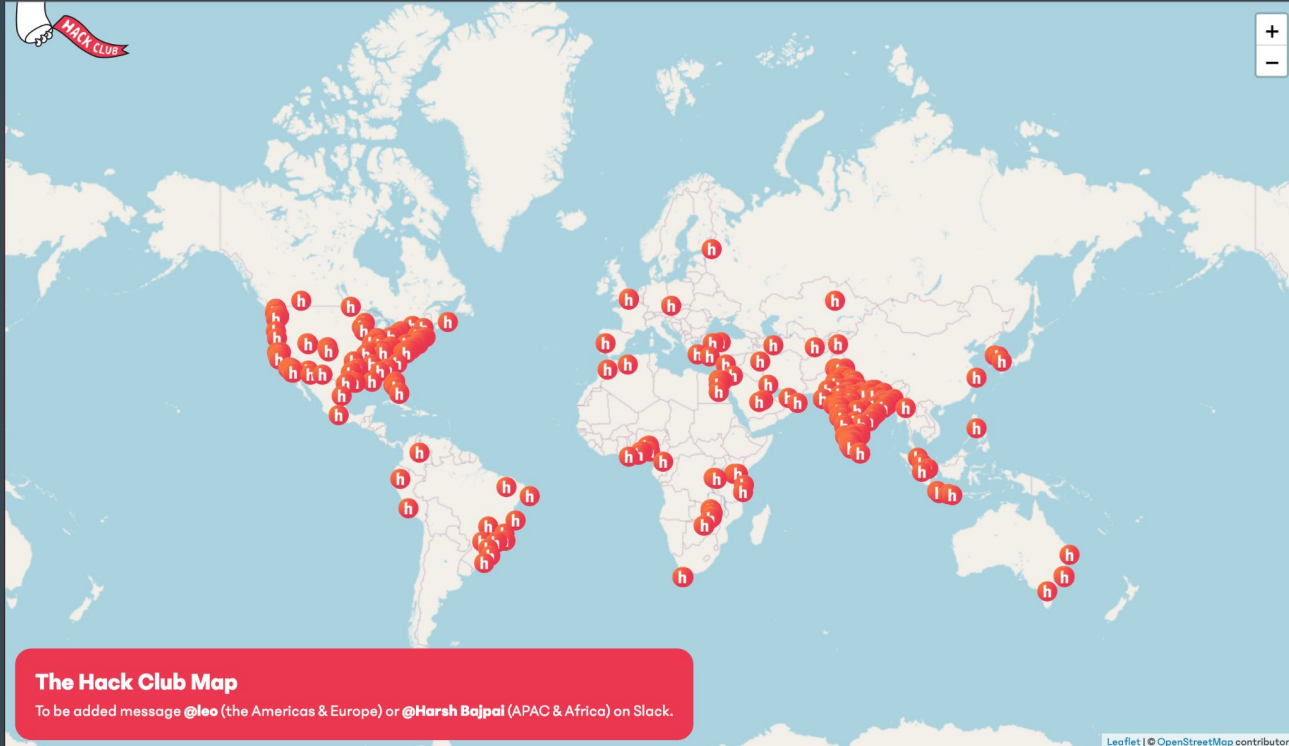 HACK CLUB
+
−
The Hack Club Map
To be added message @leo (the Americas & Europe) or @Harsh Bajpai (APAC & Africa) on Slack.
Leaflet | © OpenStreetMap contributor